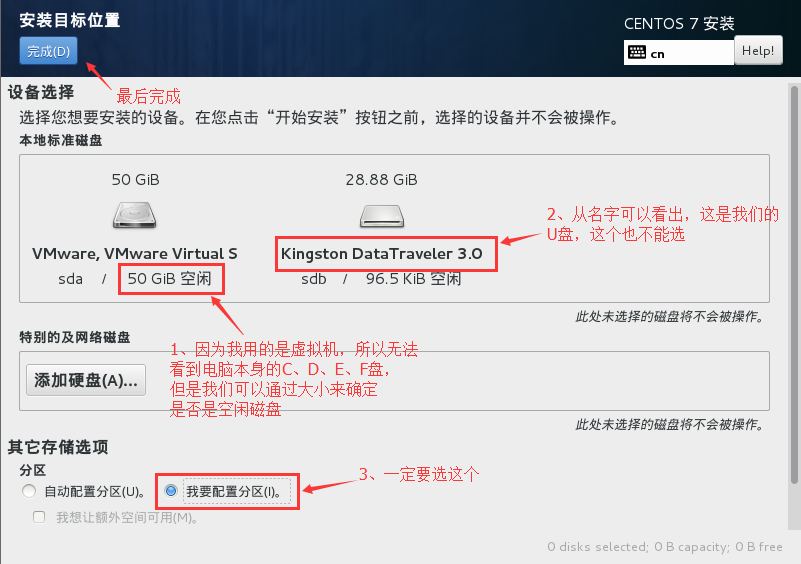 安装目标位置
CENTOS 7 安装
完成(D)
cn
Help!
最后完成
设备选择
选择您想要安装的设备。在您点击“开始安装”按钮之前，选择的设备并不会被操作。
本地标准磁盘
50 GiB
28.88 GiB
VMware, VMware Virtual S
Kingston DataTraveler 3.0
sda / 50 GiB 空闲
sdb / 96.5 KiB 空闲
2、从名字可以看出，这是我们的
U盘，这个也不能选
此处未选择的磁盘将不会被操作。
特别的及网络磁盘
1、因为我用的是虚拟机，所以无法
看到电脑本身的C、D、E、F盘，
但是我们可以通过大小来确定
是否是空闲磁盘
添加硬盘(A)...
此处未选择的磁盘将不会被操作。
其它存储选项
分区
自动配置分区(U)。
我要配置分区(I)。
3、一定要选这个
我想让额外空间可用(M)。
0 disks selected; 0 B capacity; 0 B free